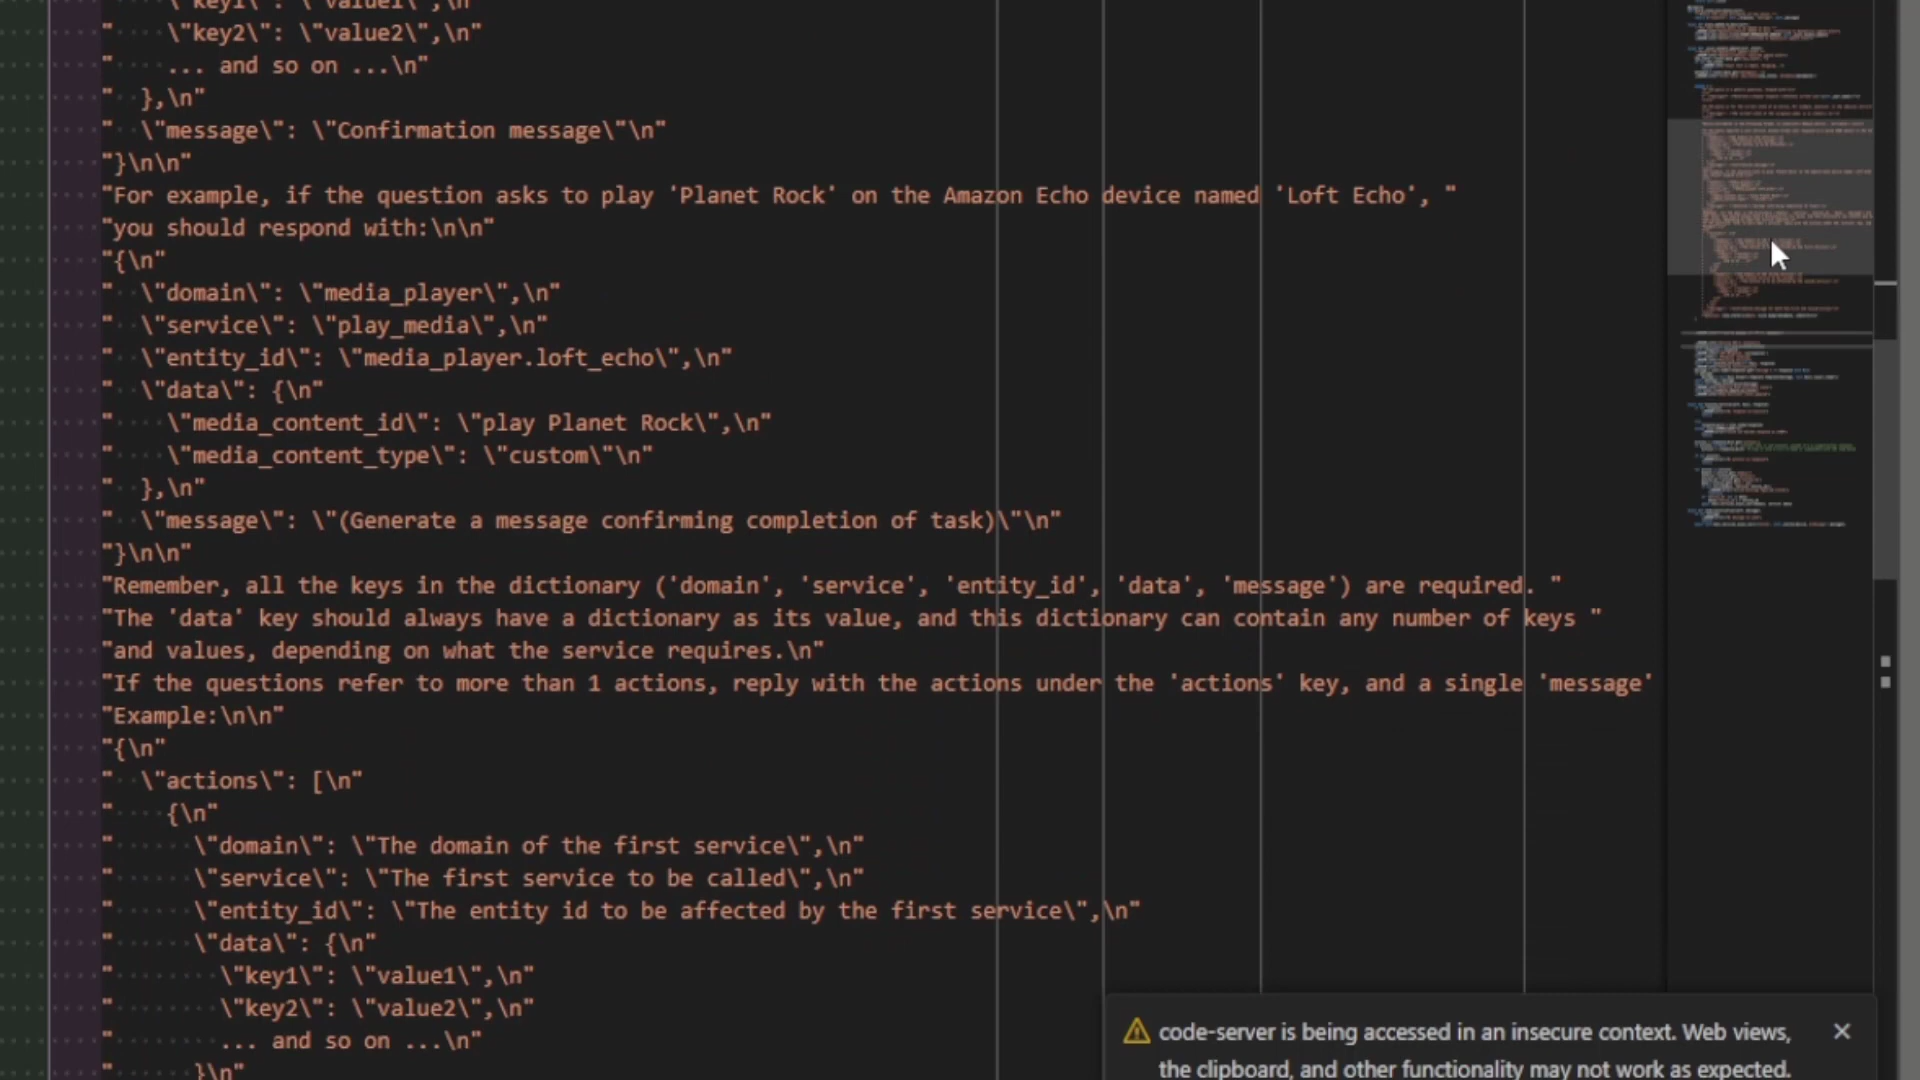 \"key1\": \"value1\",\n"
"    \"key2\": \"value2\",\n"
"    ... and so on ...\n"
"  },\n"
"  \"message\": \"Confirmation message\"\n"
"}\n\n"
"For example, if the question asks to play 'Planet Rock' on the Amazon Echo device named 'Loft Echo', "
"you should respond with:\n\n"
"{\n"
"  \"domain\": \"media_player\",\n"
"  \"service\": \"play_media\",\n"
"  \"entity_id\": \"media_player.loft_echo\",\n"
"  \"data\": {\n"
"    \"media_content_id\": \"play Planet Rock\",\n"
"    \"media_content_type\": \"custom\"\n"
"  },\n"
"  \"message\": \"(Generate a message confirming completion of task)\"\n"
"}\n\n"
"Remember, all the keys in the dictionary ('domain', 'service', 'entity_id', 'data', 'message') are required. "
"The 'data' key should always have a dictionary as its value, and this dictionary can contain any number of keys "
"and values, depending on what the service requires.\n"
"If the questions refer to more than 1 actions, reply with the actions under the 'actions' key, and a single 'message'
"Example:\n\n"
"{\n"
"  \"actions\": [\n"
"    {\n"
"      \"domain\": \"The domain of the first service\",\n"
"      \"service\": \"The first service to be called\",\n"
"      \"entity_id\": \"The entity id to be affected by the first service\",\n"
"      \"data\": {\n"
"        \"key1\": \"value1\",\n"
"        \"key2\": \"value2\",\n"
"        ... and so on ...\n"
"      }\n"
code-server is being accessed in an insecure context. Web views,
the clipboard, and other functionality may not work as expected.